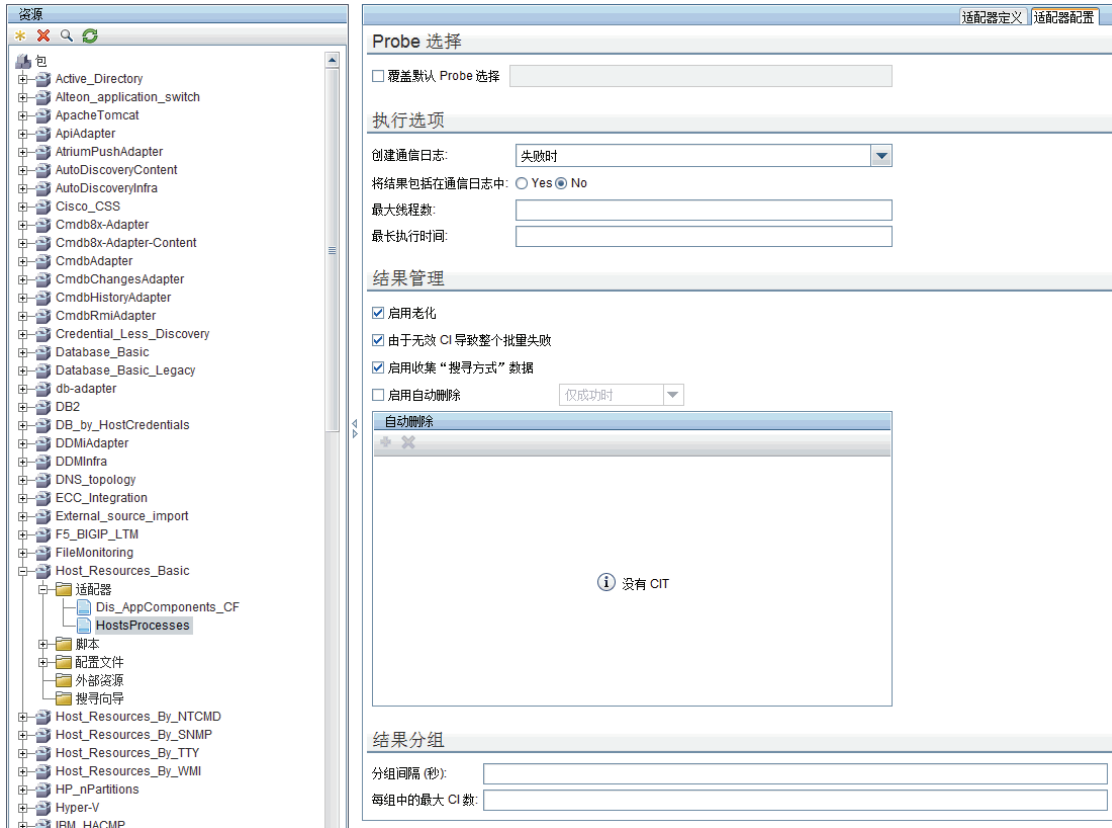 资源
包
Active_Directory
Alteon_application_switch
ApacheTomcat
ApiAdapter
AtriumPushAdapter
AutoDiscoveryContent
AutoDiscoveryInfra
Cisco_CSS
Cmdb8x-Adapter
Cmdb8x-Adapter-Content
CmdbAdapter
CmdbChangesAdapter
CmdbHistoryAdapter
CmdbRmiAdapter
Credential_Less_Discovery
Database_Basic
Database_Basic_Legacy
db-adapter
DB2
DB_by_HostCredentials
DDMiAdapter
DDMInfra
DNS_topology
ECC_Integration
External_source_import
F5_BIGIP_LTM
FileMonitoring
Host_Resources_Basic
适配器
Dis_AppComponents_CF
HostsProcesses
脚本
配置文件
外部资源
搜寻向导
Host_Resources_By_NTCMD
Host_Resources_By_SNMP
Host_Resources_By_TTY
Host_Resources_By_WMI
HP_nPartitions
Hyper-V
IBM_HACMP
适配器定义 适配器配置
Probe 选择
覆盖默认 Probe 选择
执行选项
创建通信日志: 失败时
将结果包括在通信日志中: Yes No
最大线程数:
最长执行时间:
结果管理
启用老化
由于无效 CI 导致整个批量失败
启用收集“搜寻方式”数据
启用自动删除 仅成功时
自动删除
没有 CIT
结果分组
分组间隔 (秒):
每组中的最大 CI 数: